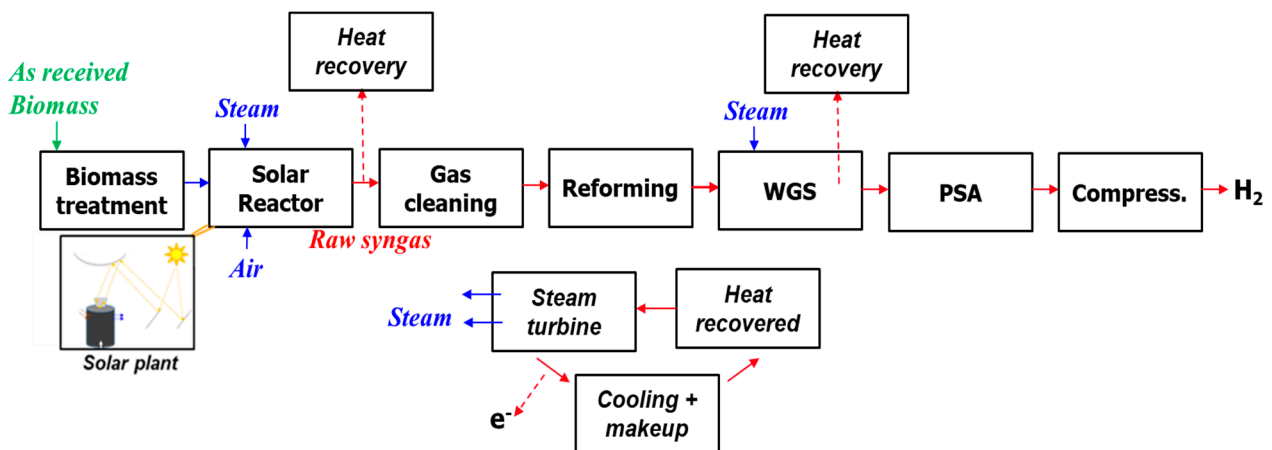 As received
Biomass
Heat
recovery
Heat
recovery
Steam
Steam
Biomass
treatment
Solar
Reactor
Gas
cleaning
Reforming
WGS
PSA
Compress.
H2
Raw syngas
Air
Solar plant
Steam
Steam
turbine
Heat
recovered
e-
Cooling +
makeup